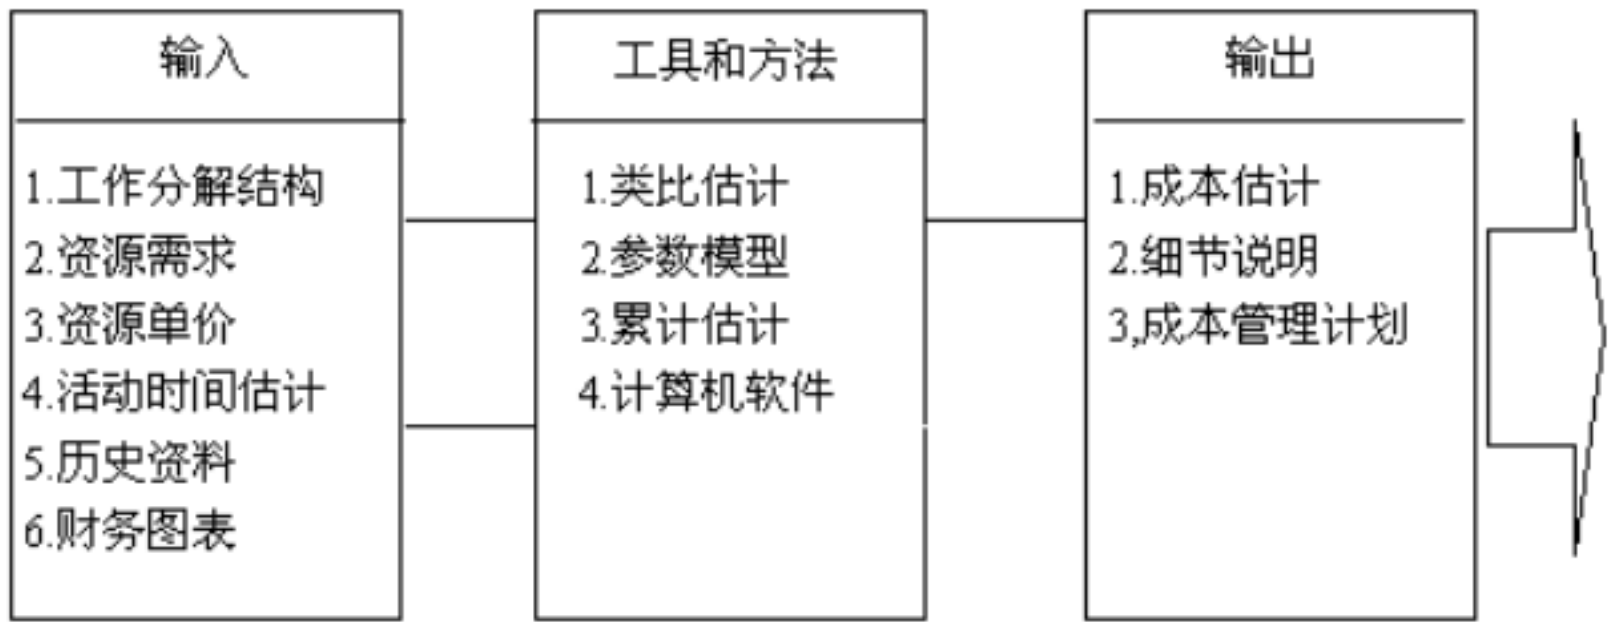 输入
1.工作分解结构
2.资源需求
3.资源单价
4.活动时间估计
5.历史资料
6.财务图表
工具和方法
1.类比估计
2.参数模型
3.累计估计
4.计算机软件
输出
1.成本估计
2.细节说明
3,成本管理计划